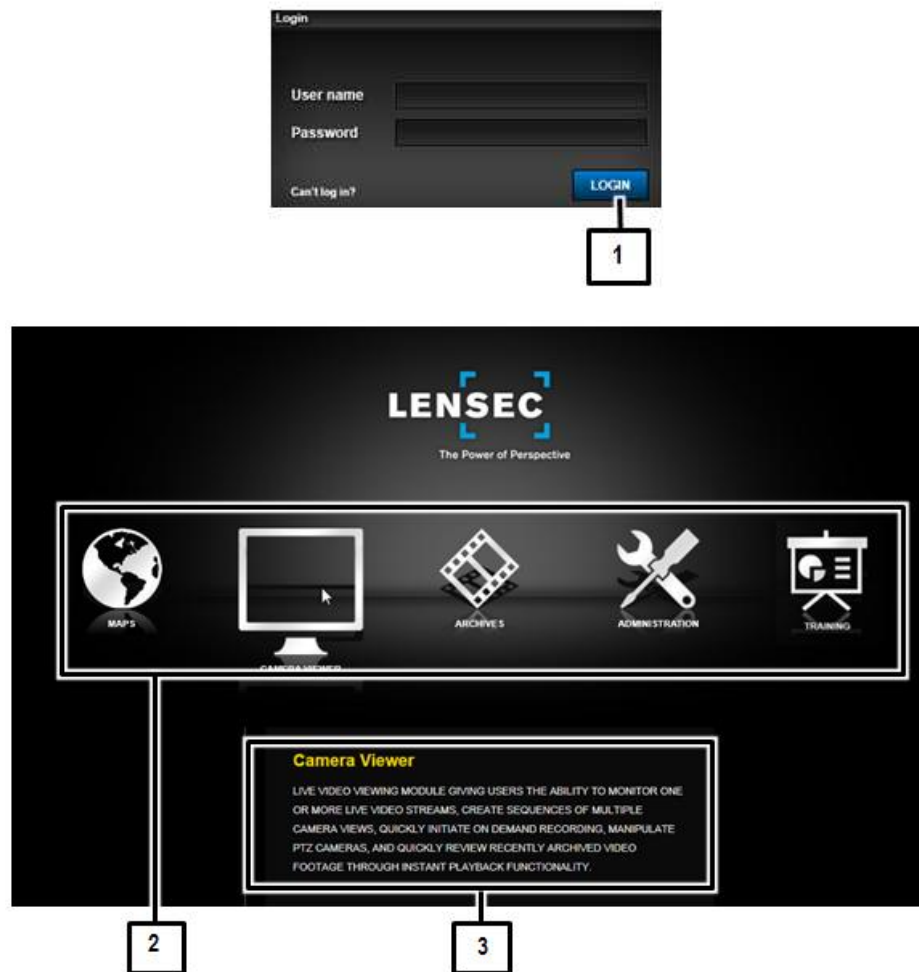 Login
User name
Password
Can't log in?
LOGIN
1
LENSEC
The Power of Perspective
MAPS
CAMERA VIEWER
ARCHIVES
ADMINISTRATION
TRAINING
Camera Viewer
LIVE VIDEO VIEWING MODULE GIVING USERS THE ABILITY TO MONITOR ONE
OR MORE LIVE VIDEO STREAMS, CREATE SEQUENCES OF MULTIPLE
CAMERA VIEWS, QUICKLY INITIATE ON DEMAND RECORDING, MANIPULATE
PTZ CAMERAS, AND QUICKLY REVIEW RECENTLY ARCHIVED VIDEO
FOOTAGE THROUGH INSTANT PLAYBACK FUNCTIONALITY.
2
3